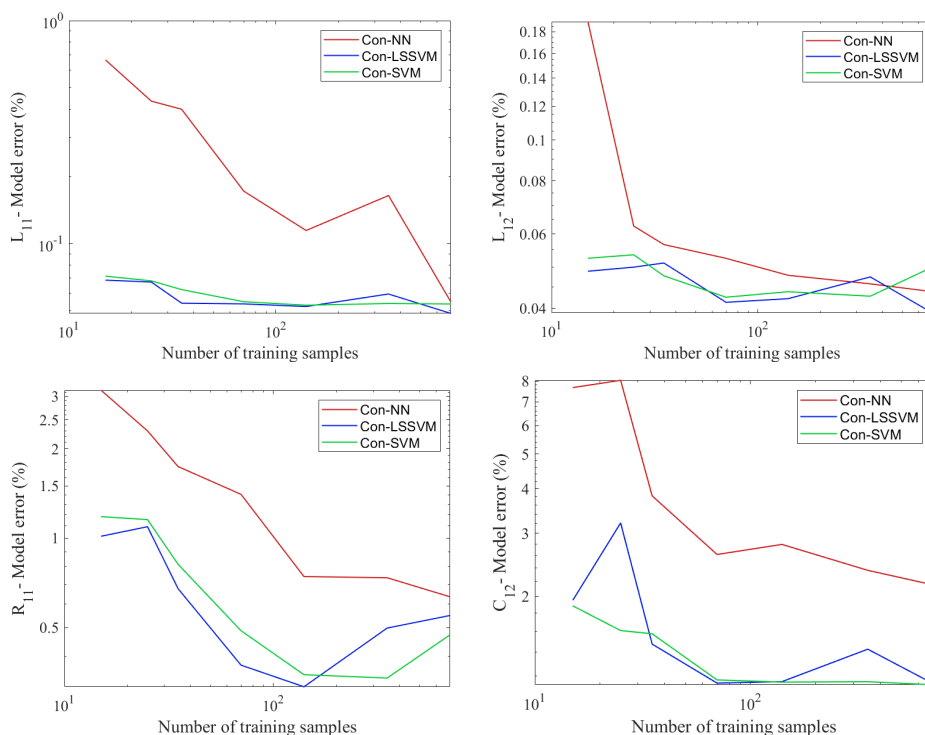 10^0
10^-1
L_11- Model error (%)
Con-NN
Con-LSSVM
Con-SVM
10^1
10^2
Number of training samples
0.18
0.16
0.14
0.12
0.1
0.08
0.06
0.04
L_12- Model error (%)
Con-NN
Con-LSSVM
Con-SVM
10^1
10^2
Number of training samples
3
2.5
2
1.5
1
0.5
R_11- Model error (%)
Con-NN
Con-LSSVM
Con-SVM
10^1
10^2
Number of training samples
8
7
6
5
4
3
2
C_12- Model error (%)
Con-NN
Con-LSSVM
Con-SVM
10^1
10^2
Number of training samples